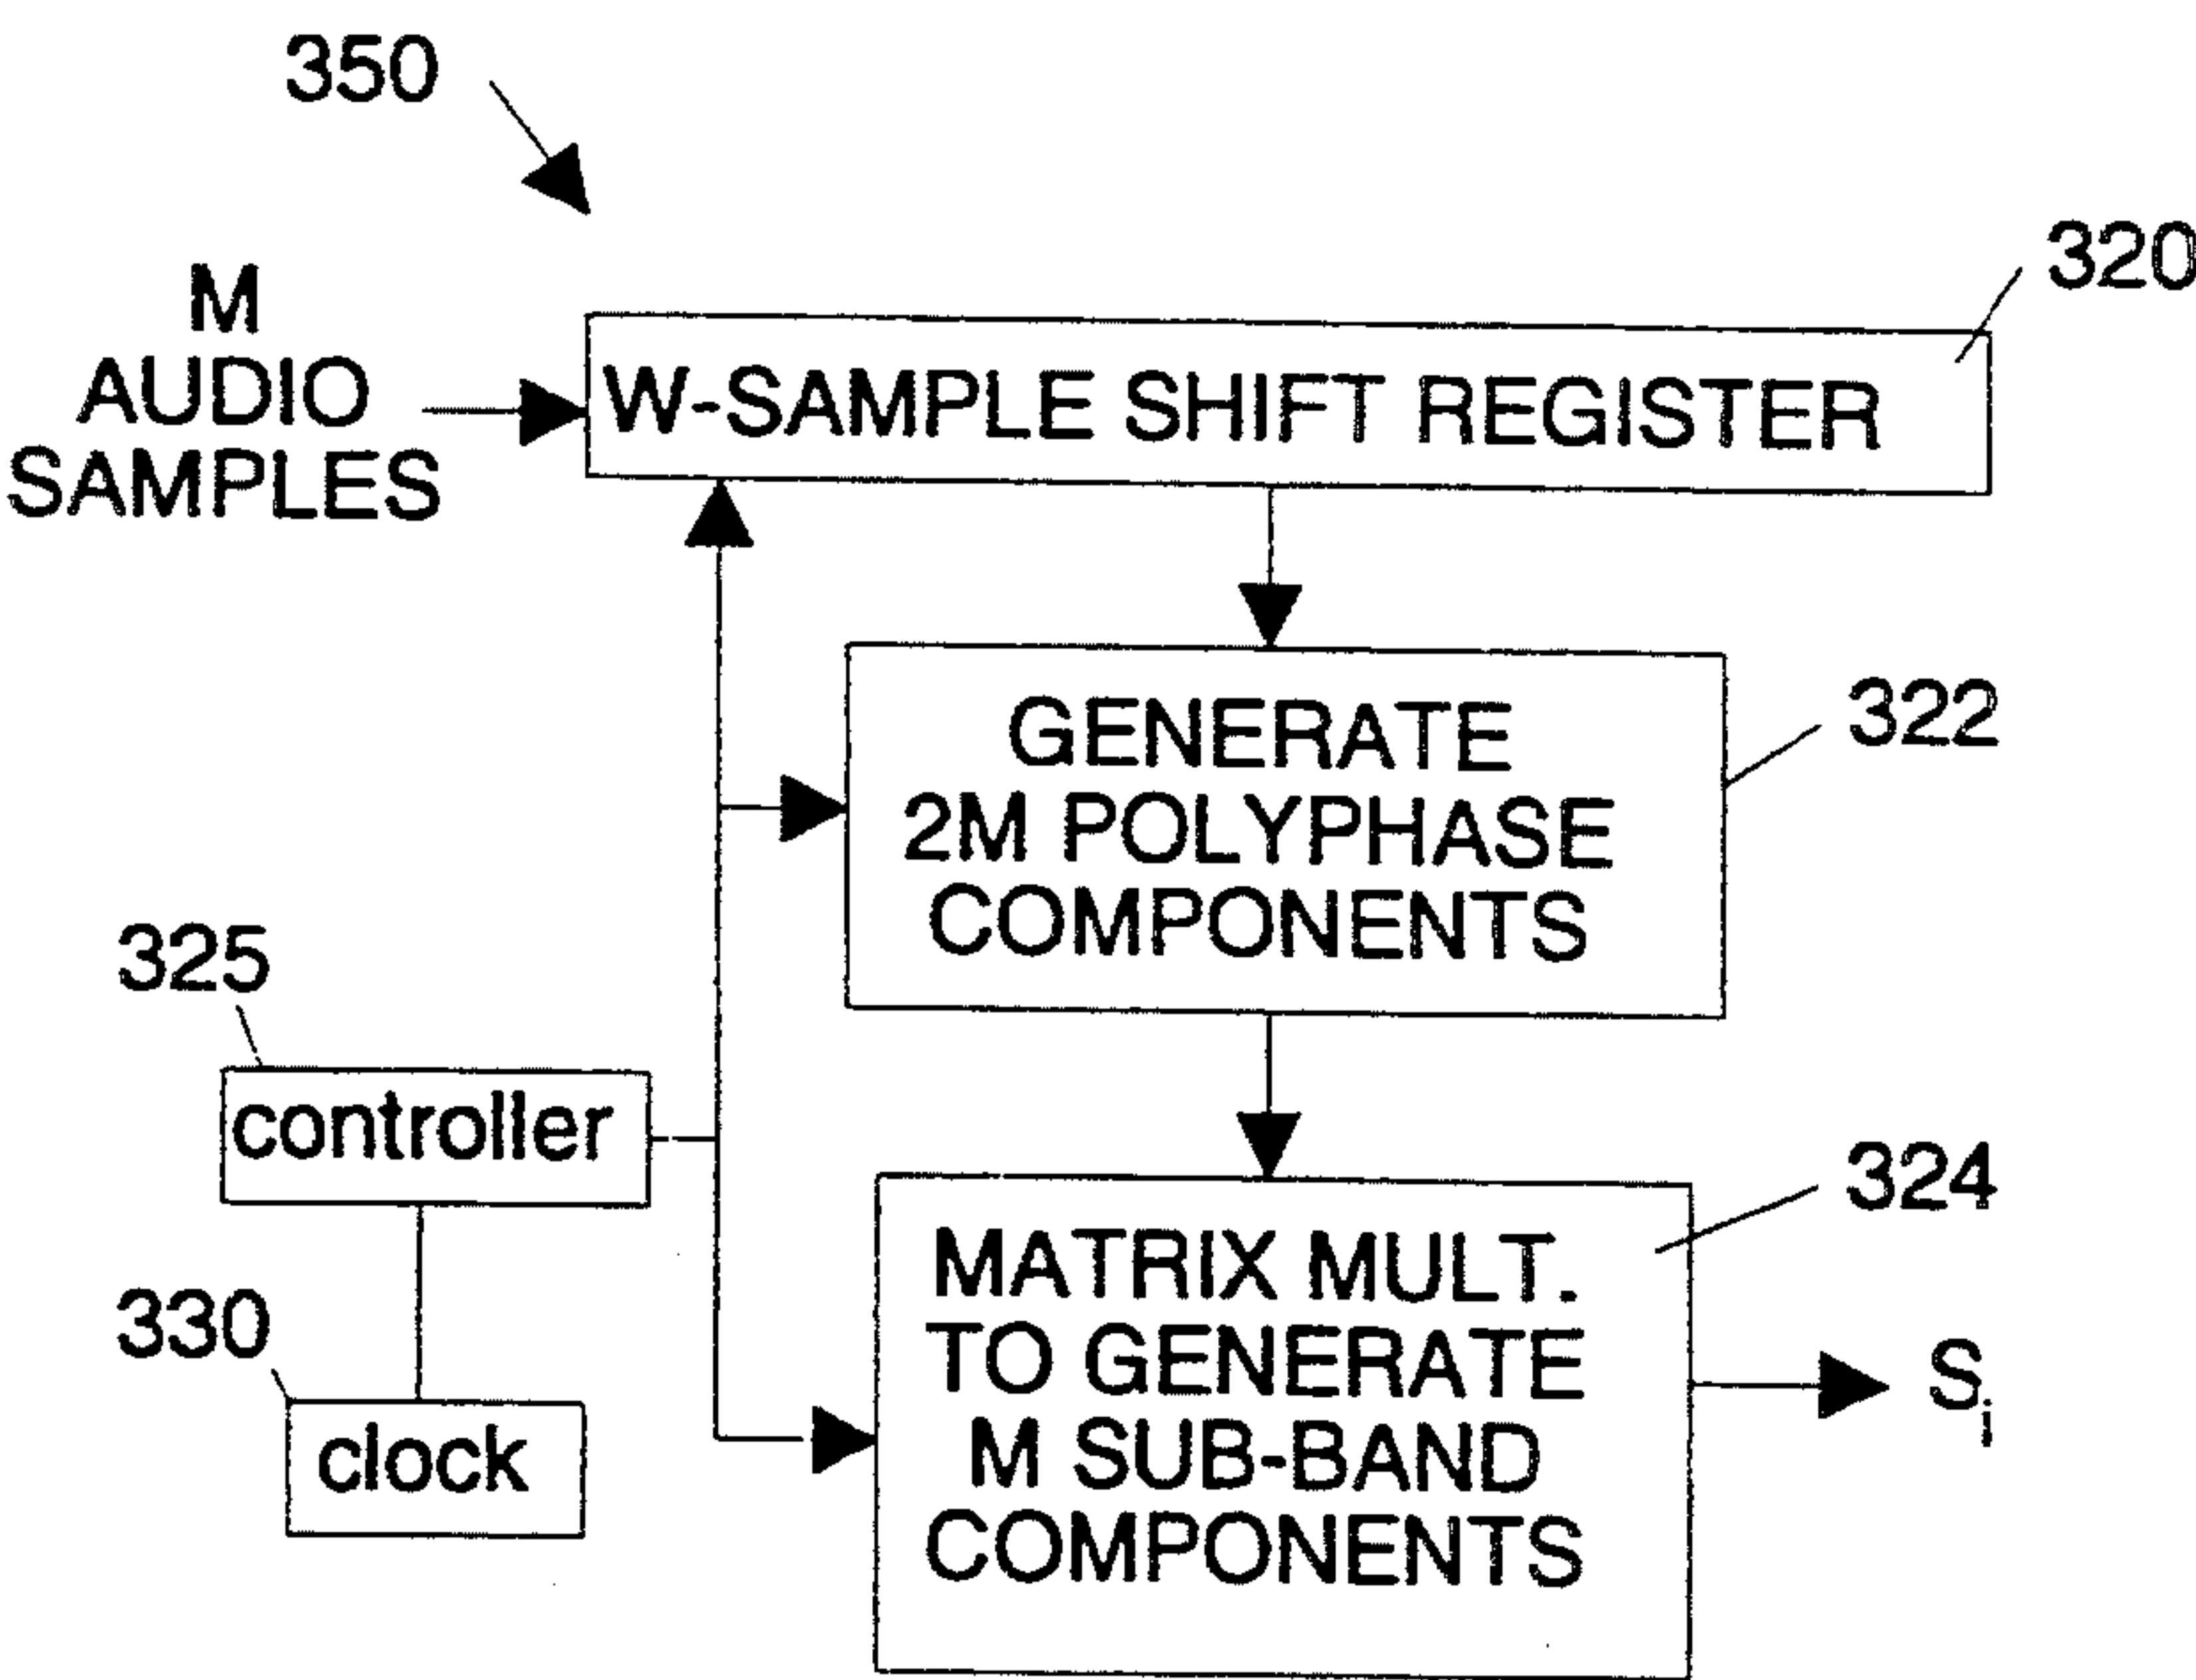 350
320
M
AUDIO
SAMPLES
W-SAMPLE SHIFT REGISTER
322
GENERATE
2M POLYPHASE
COMPONENTS
325
controller
324
330
clock
MATRIX MULT.
TO GENERATE
M SUB-BAND
COMPONENTS
Si